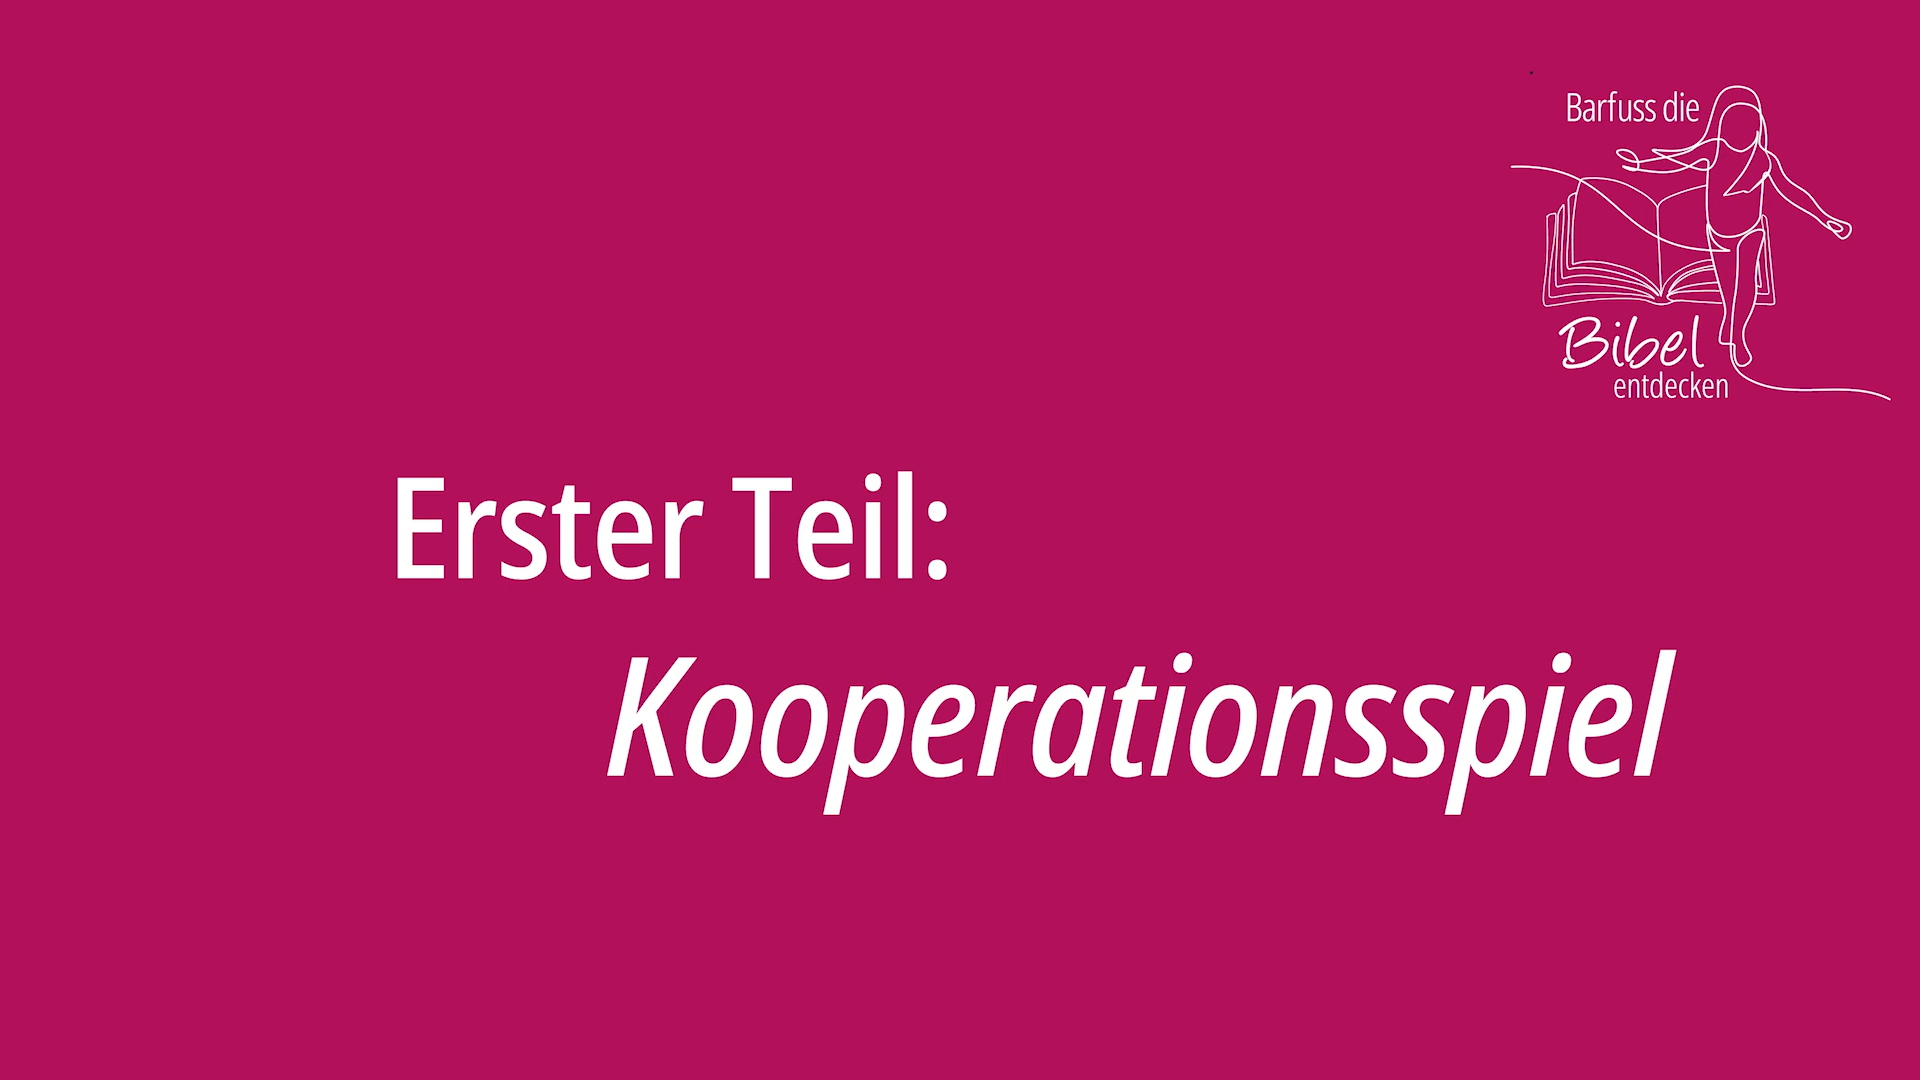 Barfuss die
Bibel
entdecken
Erster Teil:
Kooperationsspiel